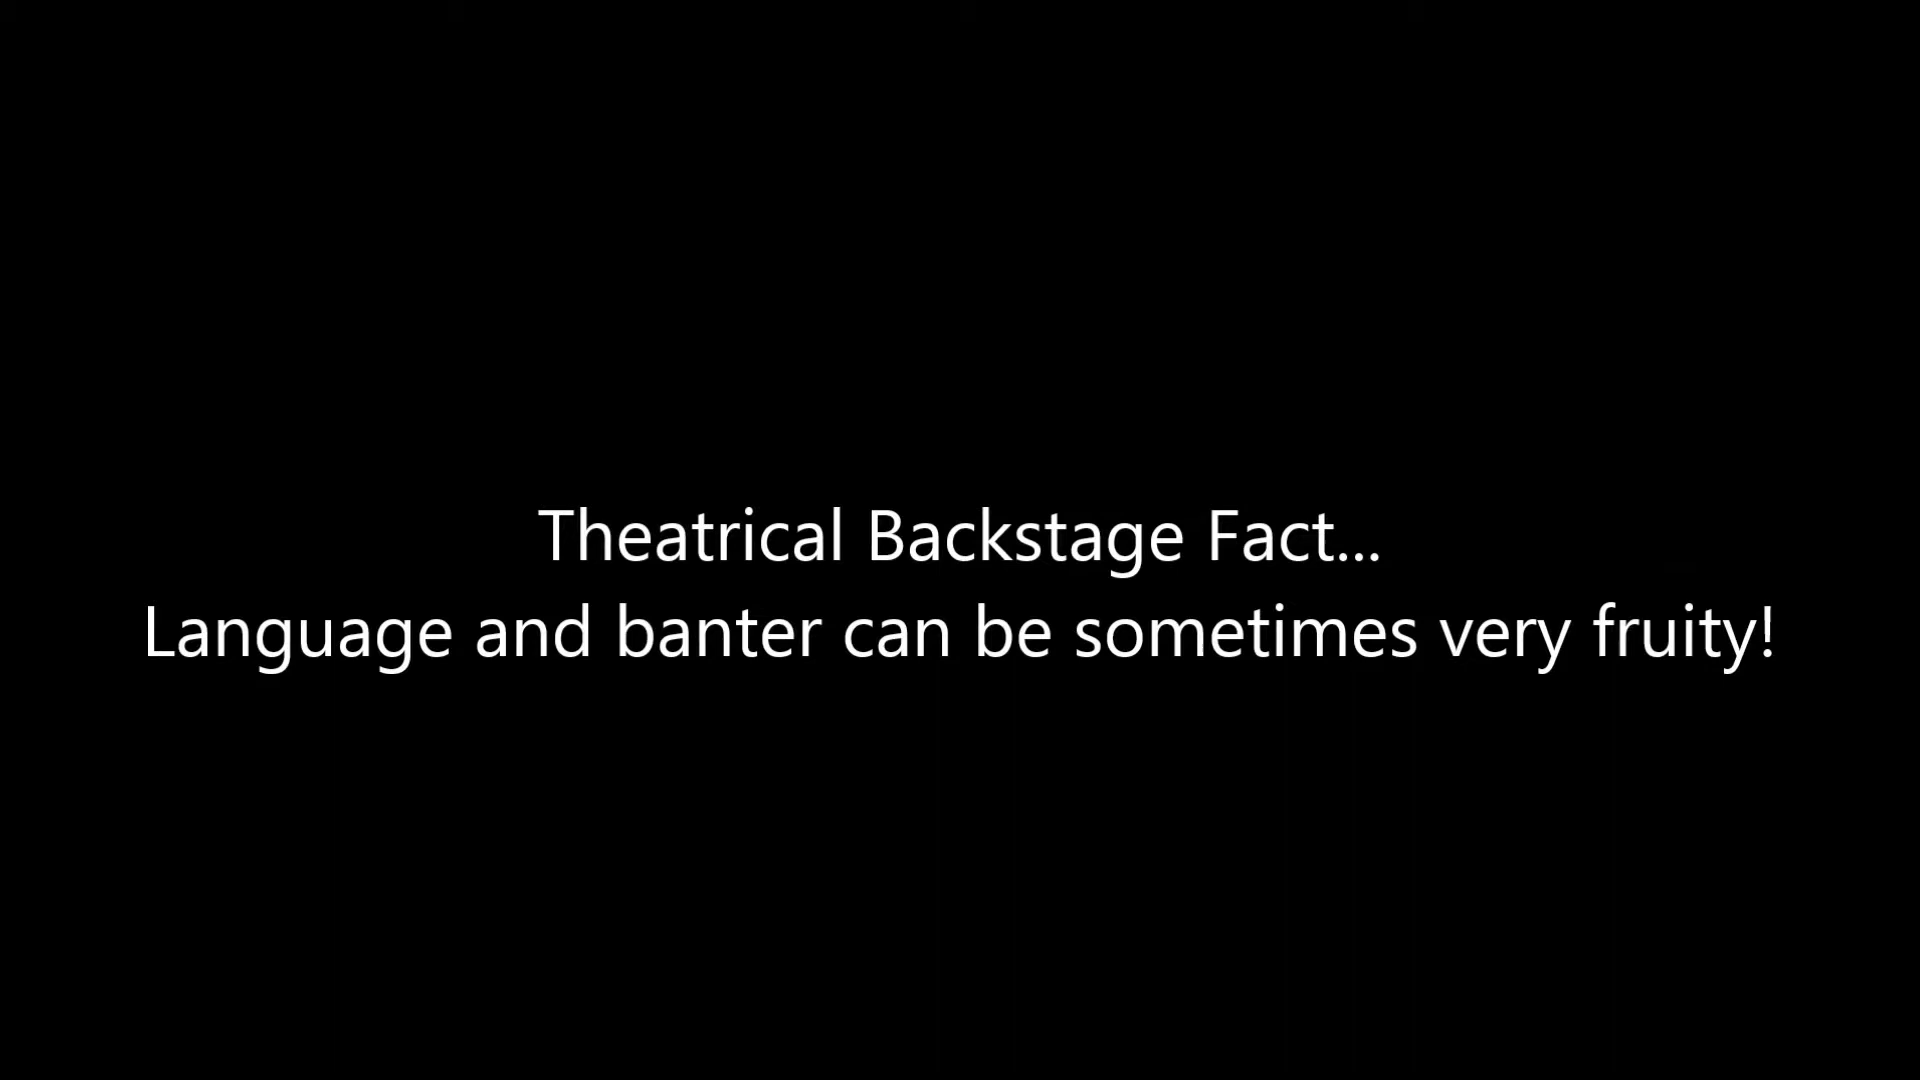 Theatrical Backstage Fact...
Language and banter can be sometimes very fruity!